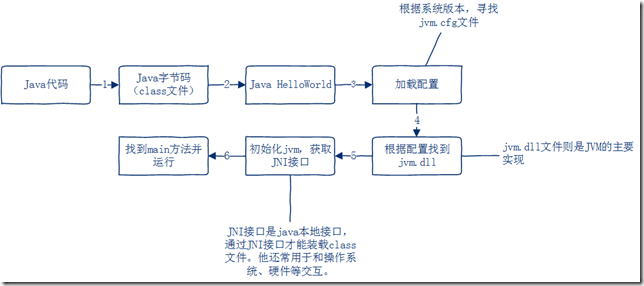 根据系统版本，寻找
jvm.cfg文件
Java代码
1
Java字节码
（class文件）
2
Java HelloWorld
3
加载配置
4
找到main方法并
运行
6
初始化jvm，获取
JNI接口
5
根据配置找到
jvm.dll
jvm.dll文件则是JVM的主要
实现
JNI接口是java本地接口，
通过JNI接口才能装载class
文件。他还常用于和操作系
统、硬件等交互。